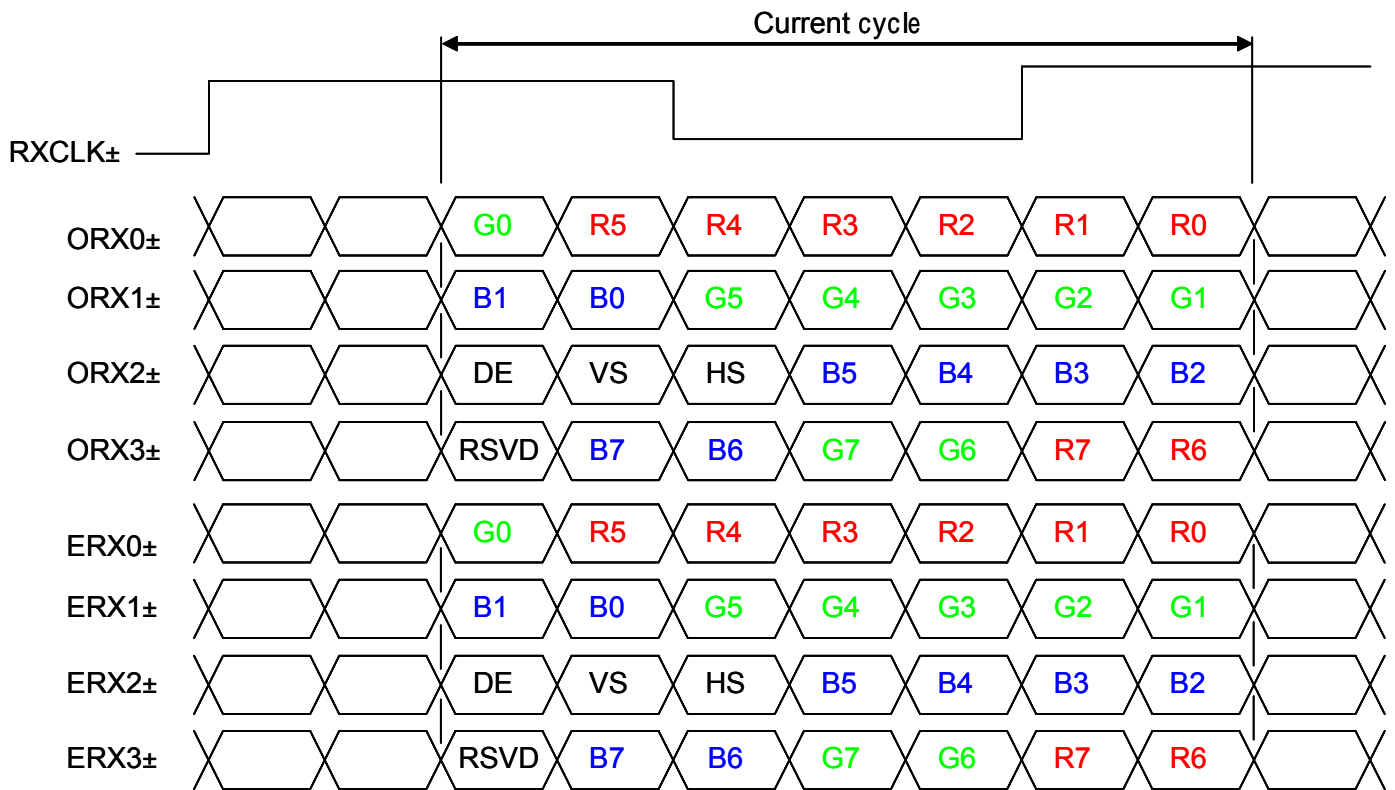 Current cycle
RXCLK±
ORX0± G0 R5 R4 R3 R2 R1 R0
ORX1± B1 B0 G5 G4 G3 G2 G1
ORX2± DE VS HS B5 B4 B3 B2
ORX3± RSVD B7 B6 G7 G6 R7 R6
ERX0± G0 R5 R4 R3 R2 R1 R0
ERX1± B1 B0 G5 G4 G3 G2 G1
ERX2± DE VS HS B5 B4 B3 B2
ERX3± RSVD B7 B6 G7 G6 R7 R6